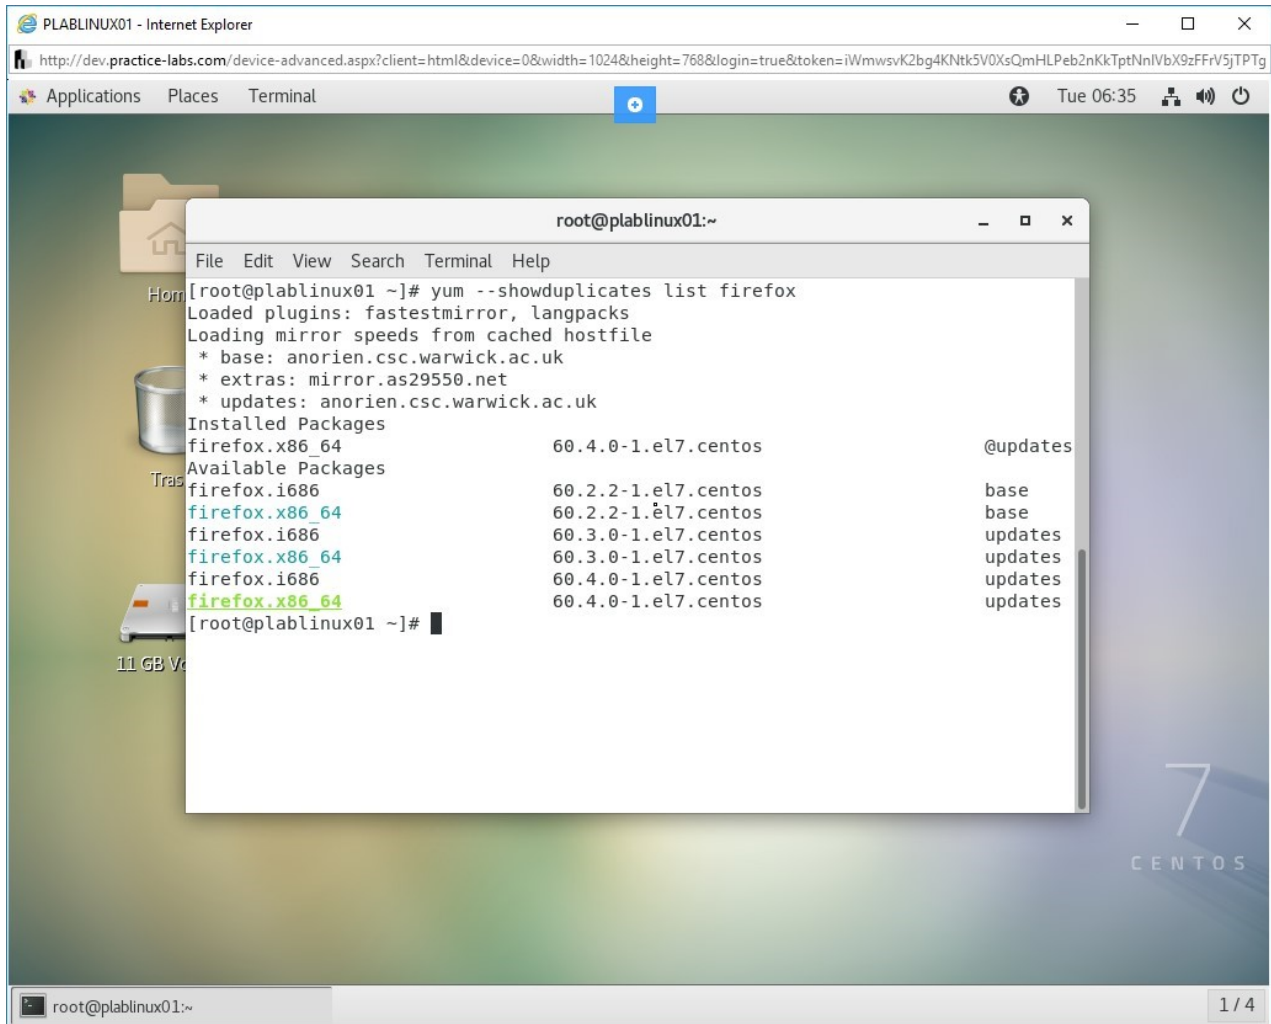 PLABLINUX01 - Internet Explorer
http://dev.practice-labs.com/device-advanced.aspx?client=html&device=0&width=1024&height=768&login=true&token=iWmwsvK2bg4KNtk5V0XsQmHLPeb2nKkTptNnIVbX9zFFrV5jTPTg
Applications Places Terminal Tue 06:35
root@plablinux01:~
File Edit View Search Terminal Help
[root@plablinux01 ~]# yum --showduplicates list firefox
Loaded plugins: fastestmirror, langpacks
Loading mirror speeds from cached hostfile
* base: anorien.csc.warwick.ac.uk
* extras: mirror.as29550.net
* updates: anorien.csc.warwick.ac.uk
Installed Packages
firefox.x86_64 60.4.0-1.el7.centos @updates
Available Packages
firefox.i686 60.2.2-1.el7.centos base
firefox.x86_64 60.2.2-1.el7.centos base
firefox.i686 60.3.0-1.el7.centos updates
firefox.x86_64 60.3.0-1.el7.centos updates
firefox.i686 60.4.0-1.el7.centos updates
firefox.x86_64 60.4.0-1.el7.centos updates
[root@plablinux01 ~]#
Hom
Tras
11 GB Vo
7
CENTOS
root@plablinux01:~
1 / 4